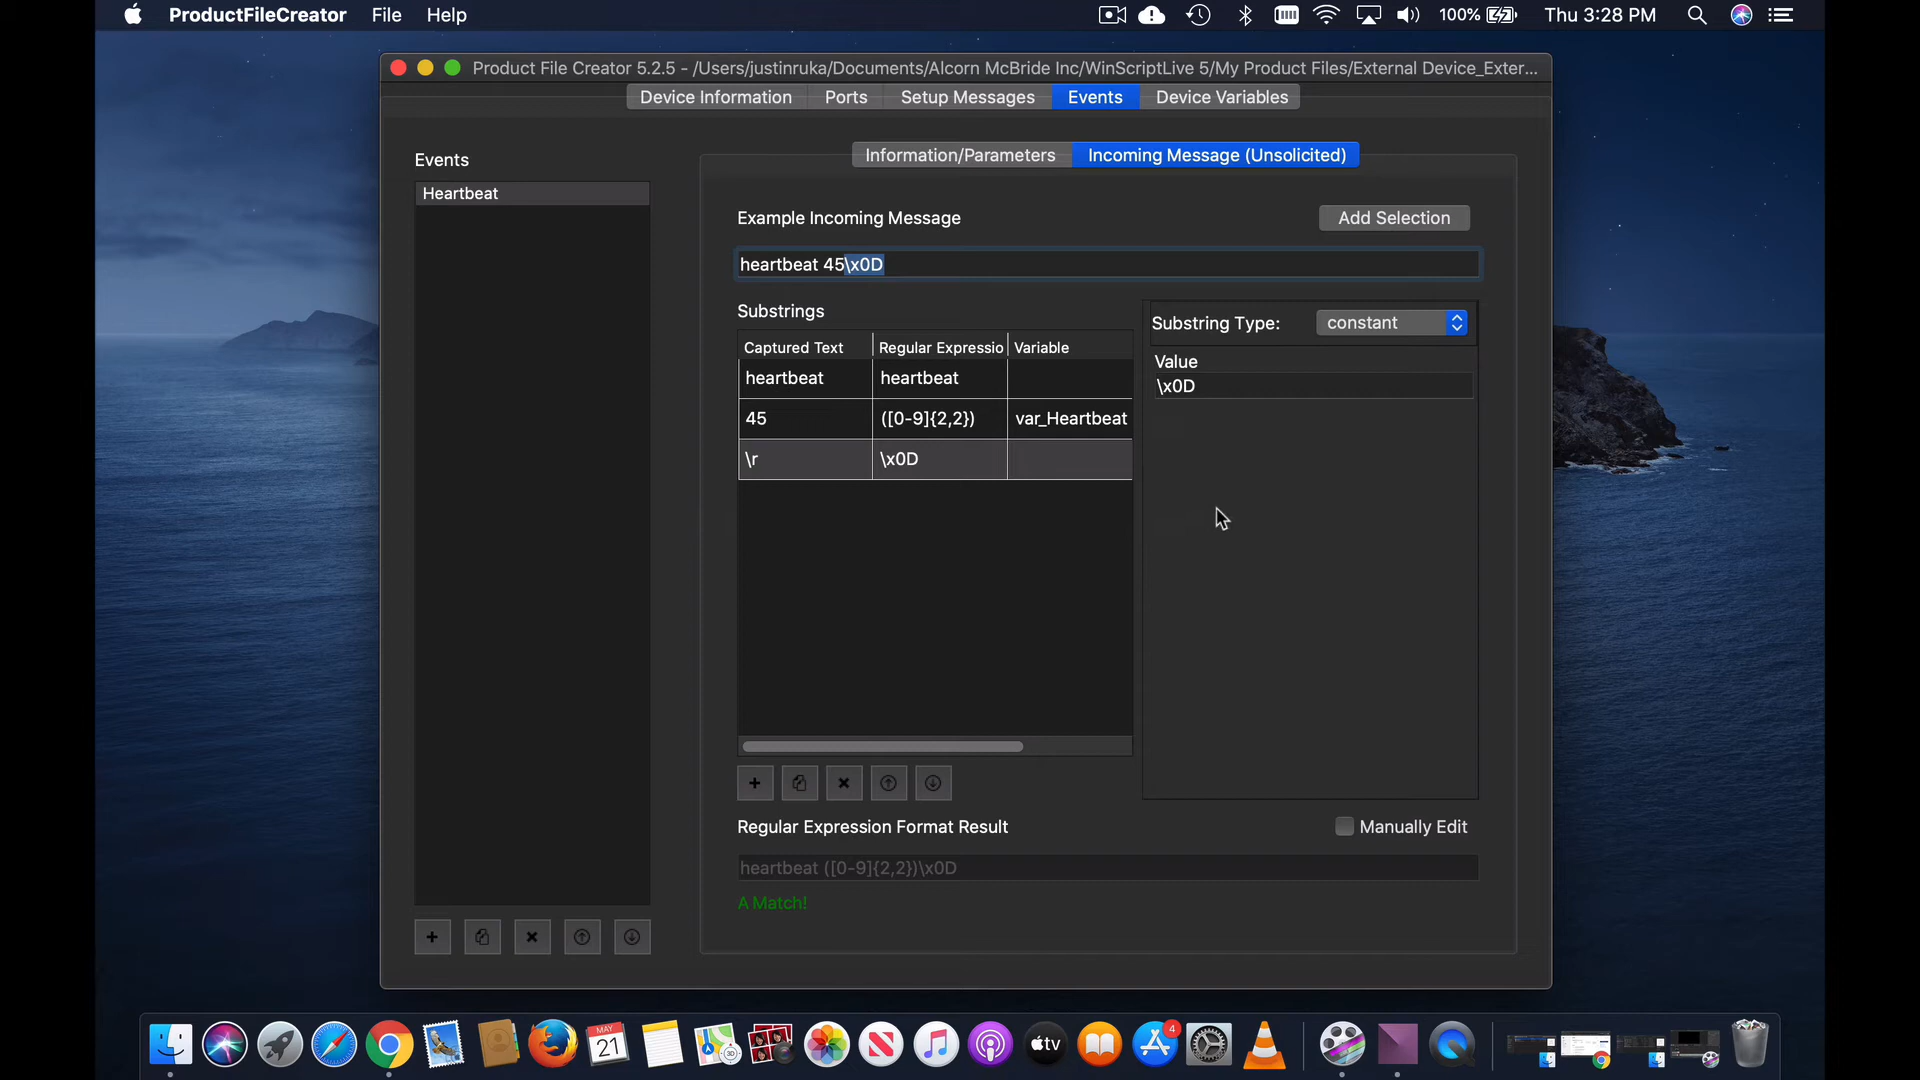 ProductFileCreator File Help 100% Thu 3:28 PM
Product File Creator 5.2.5 - /Users/justinruka/Documents/Alcorn McBride Inc/WinScriptLive 5/My Product Files/External Device_Exter...
Device Information Ports Setup Messages Events Device Variables
Events
Heartbeat
Information/Parameters Incoming Message (Unsolicited)
Example Incoming Message Add Selection
heartbeat 45\x0D
Substrings
Captured Text Regular Expressio Variable
heartbeat heartbeat
45 ([0-9]{2,2}) var_Heartbeat
\r \x0D
Substring Type: constant
Value
\x0D
Regular Expression Format Result Manually Edit
heartbeat ([0-9]{2,2})\x0D
A Match!
MAY
21
3D
tv
4